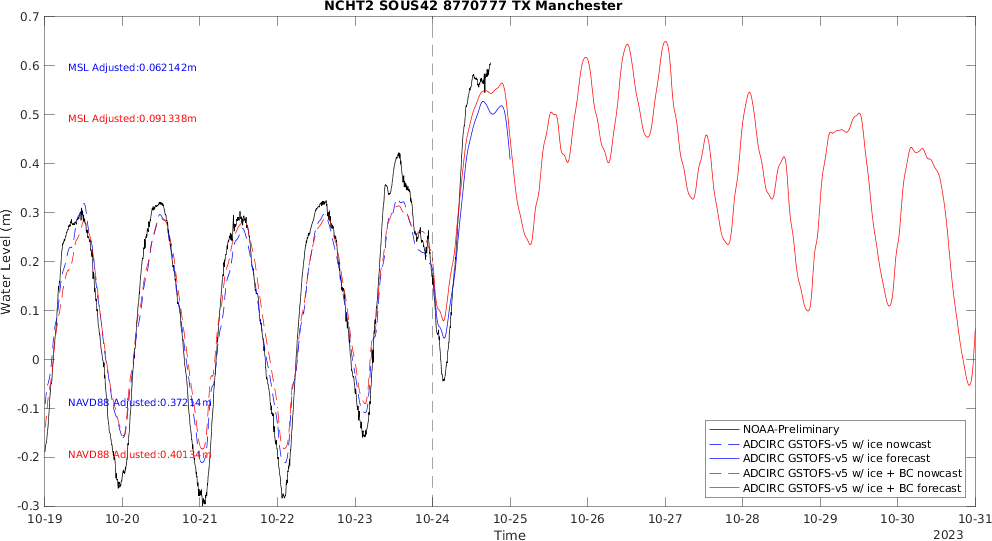 NCHT2 SOUS42 8770777 TX Manchester
0.7
0.6
0.5
0.4
0.3
0.2
0.1
0
-0.1
-0.2
-0.3
Water Level (m)
MSL Adjusted:0.062142m
MSL Adjusted:0.091338m
NAVD88 Adjusted:0.37214m
NAVD88 Adjusted:0.40134m
NOAA-Preliminary
ADCIRC GSTOFS-v5 w/ ice nowcast
ADCIRC GSTOFS-v5 w/ ice forecast
ADCIRC GSTOFS-v5 w/ ice + BC nowcast
ADCIRC GSTOFS-v5 w/ ice + BC forecast
10-19 10-20 10-21 10-22 10-23 10-24 10-25 10-26 10-27 10-28 10-29 10-30 10-31
Time
2023